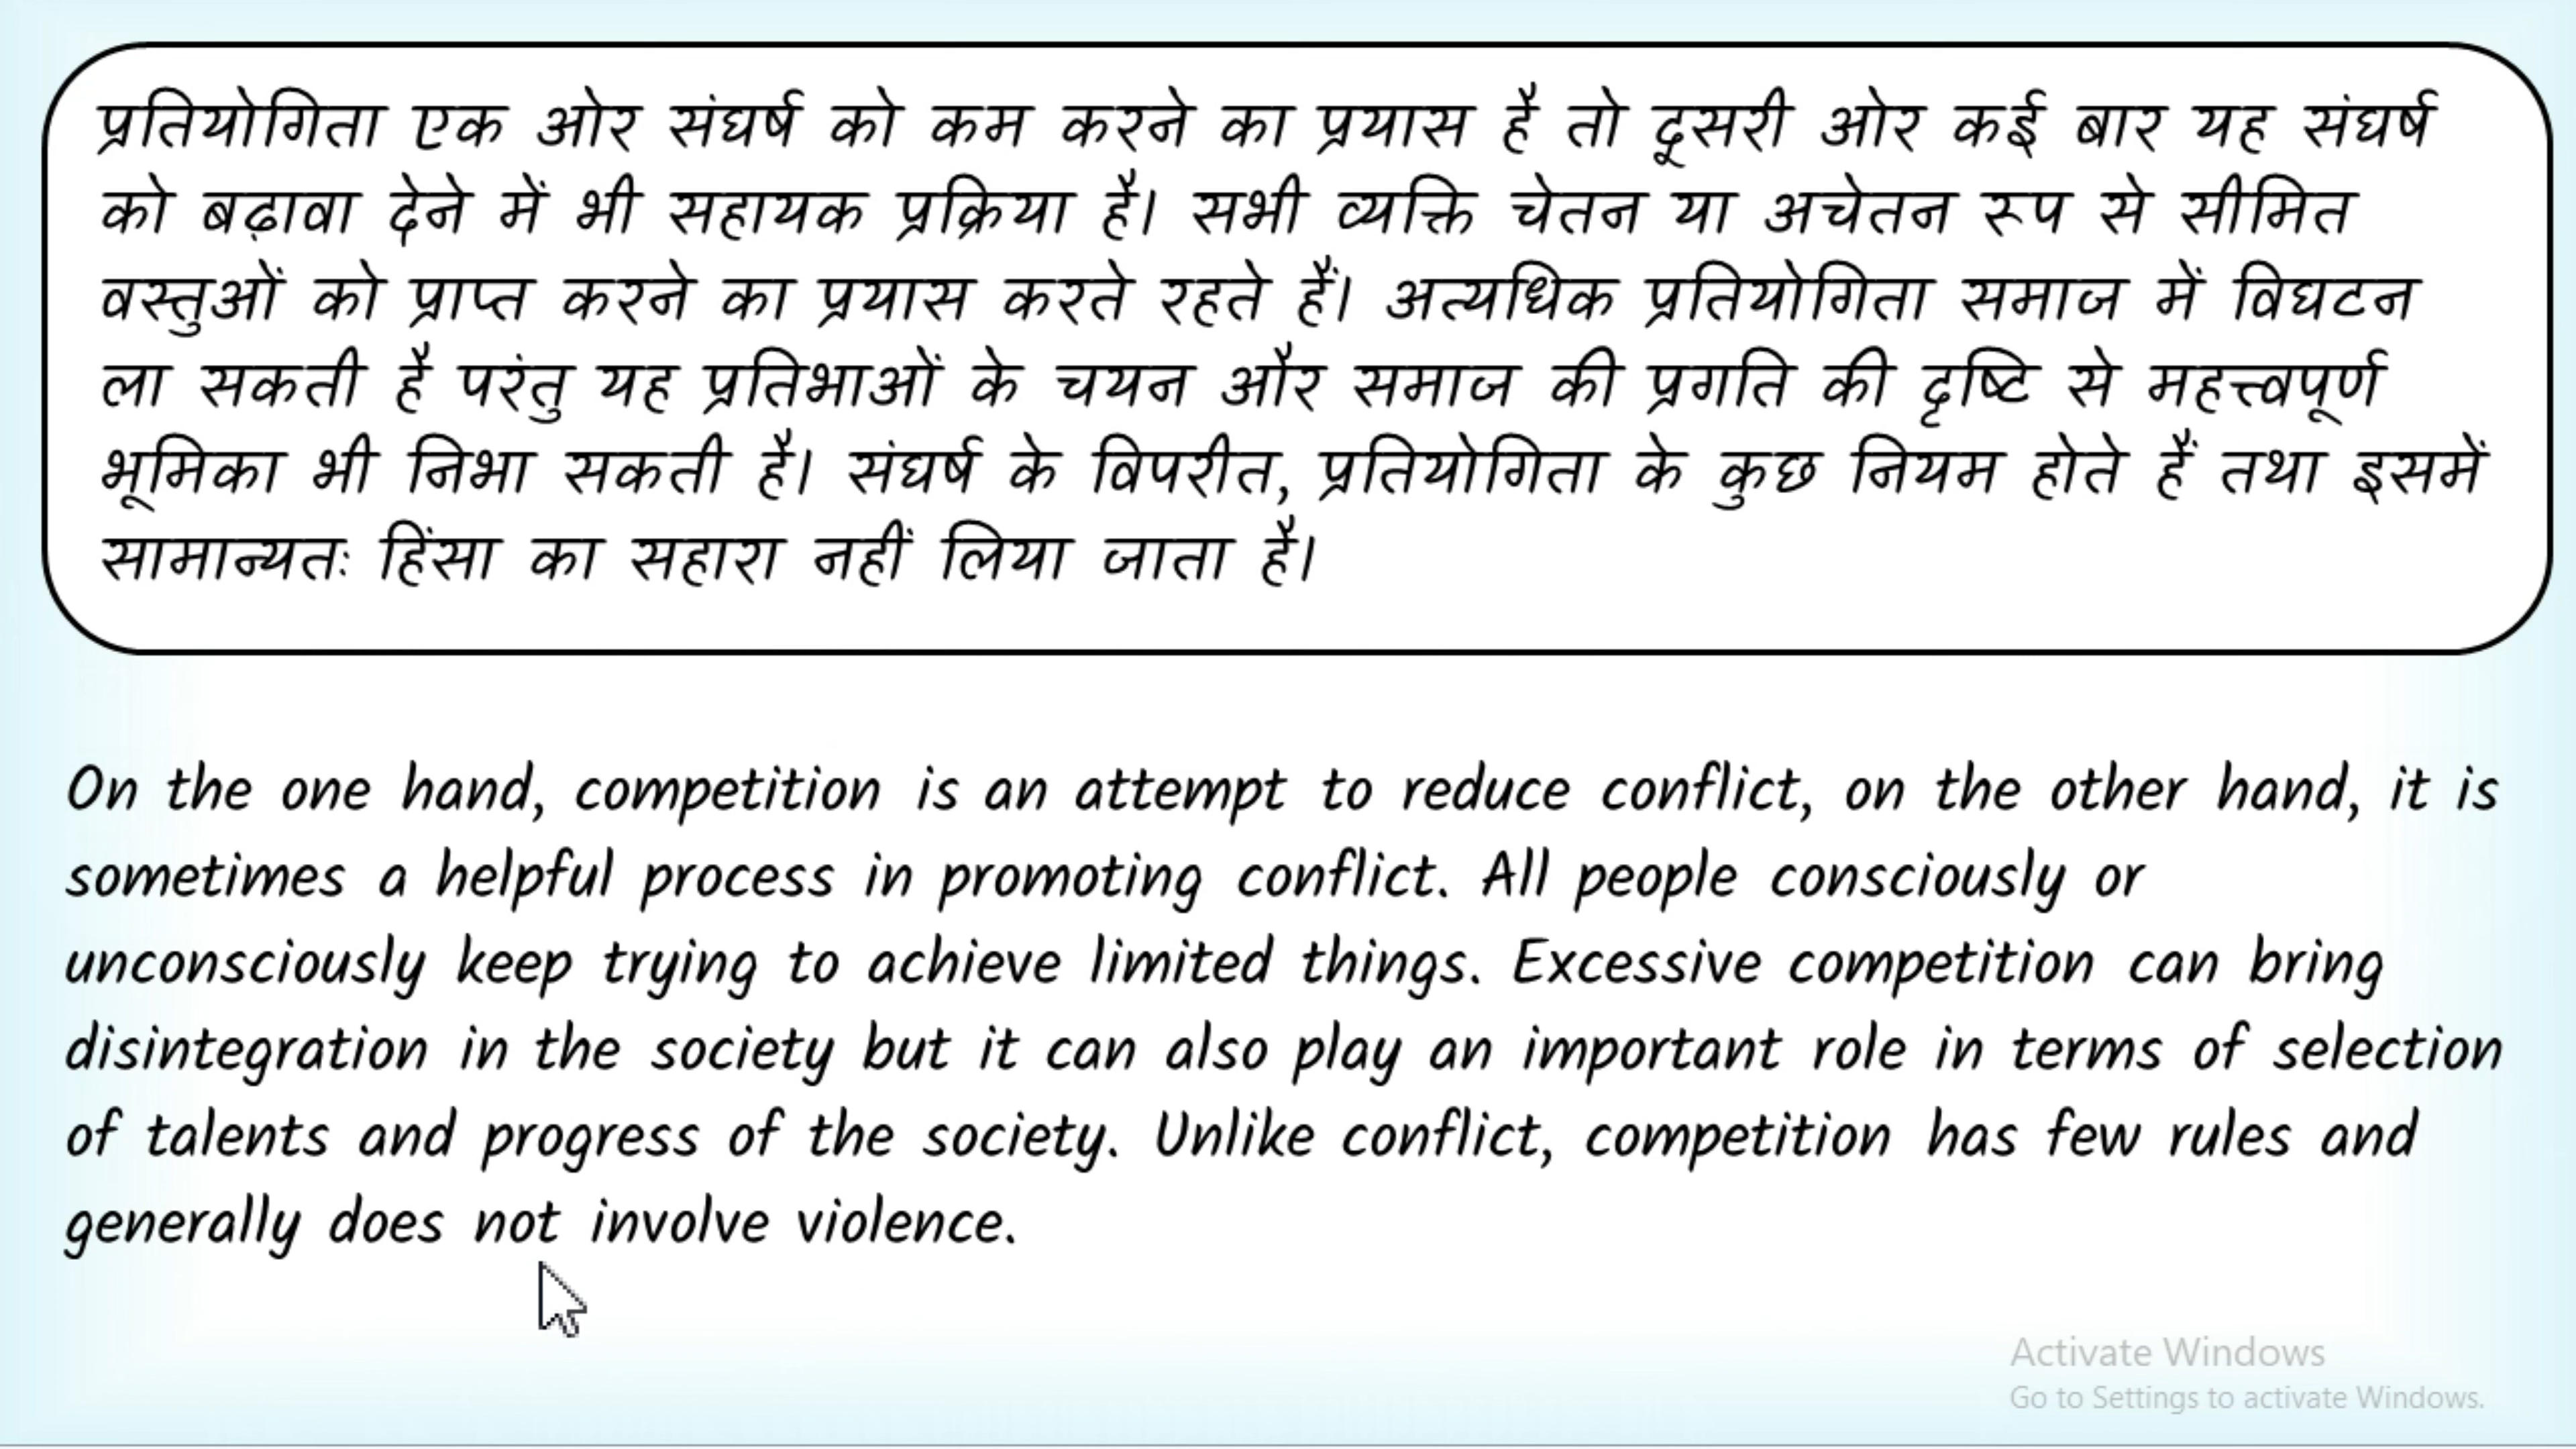 प्रतियोगिता एक ओर संघर्ष को कम करने का प्रयास है तो दूसरी ओर कई बार यह संघर्ष
को बढ़ावा देने में भी सहायक प्रक्रिया है। सभी व्यक्ति चेतन या अचेतन रूप से सीमित
वस्तुओं को प्राप्त करने का प्रयास करते रहते हैं। अत्यधिक प्रतियोगिता समाज में विघटन
ला सकती है परंतु यह प्रतिभाओं के चयन और समाज की प्रगति की दृष्टि से महत्त्वपूर्ण
भूमिका भी निभा सकती है। संघर्ष के विपरीत, प्रतियोगिता के कुछ नियम होते हैं तथा इसमें
सामान्यतः हिंसा का सहारा नहीं लिया जाता है।
On the one hand, competition is an attempt to reduce conflict, on the other hand, it is
sometimes a helpful process in promoting conflict. All people consciously or
unconsciously keep trying to achieve limited things. Excessive competition can bring
disintegration in the society but it can also play an important role in terms of selection
of talents and progress of the society. Unlike conflict, competition has few rules and
generally does not involve violence.
Activate Windows
Go to Settings to activate Windows.